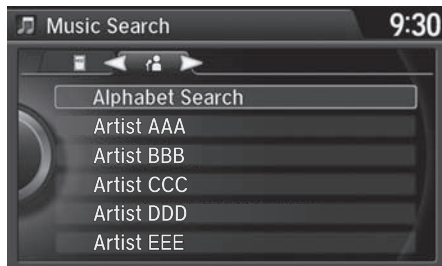 Music Search
9:30
Alphabet Search
Artist AAA
Artist BBB
Artist CCC
Artist DDD
Artist EEE